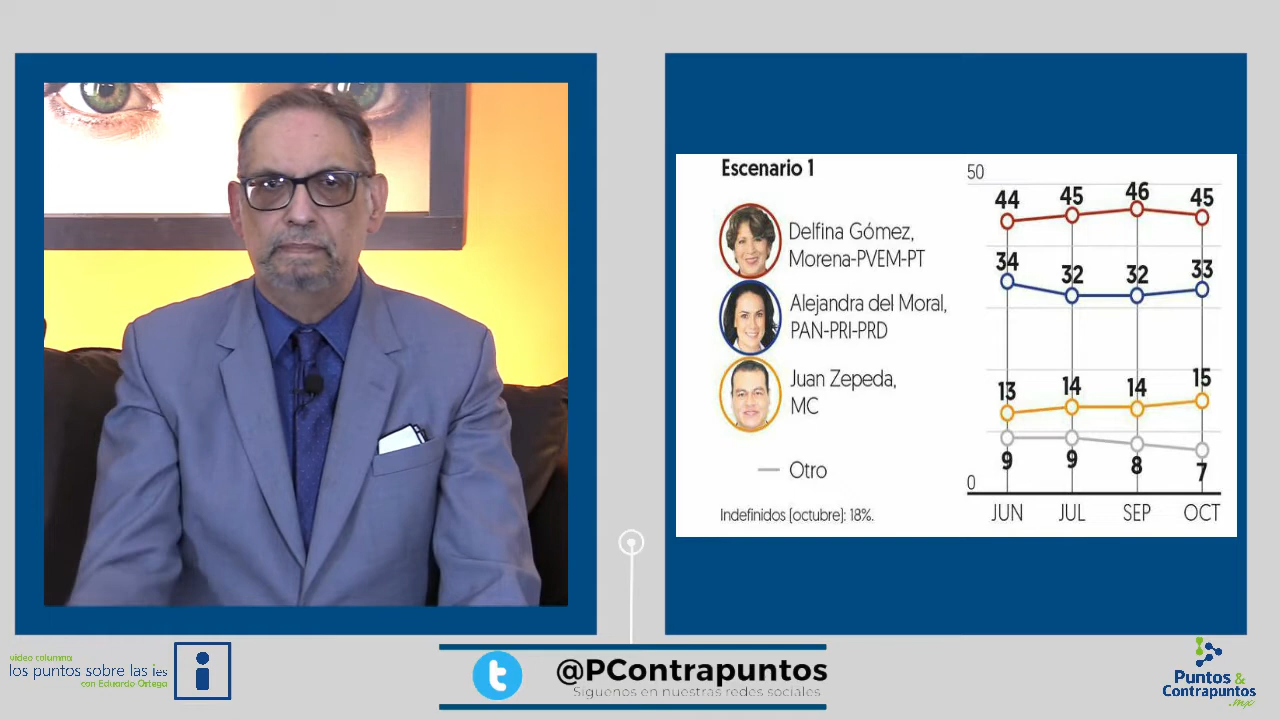 Escenario 1
Delfina Gómez,
Morena-PVEM-PT
Alejandra del Moral,
PAN-PRI-PRD
Juan Zepeda,
MC
Otro
Indefinidos (octubre): 18%.
50
44 45 46 45
34 32 32 33
13 14 14 15
9 9 8 7
0
JUN JUL SEP OCT
video columna
los puntos sobre las íes
con Eduardo Ortega
@PContrapuntos
Siguenos en nuestras redes sociales
Puntos &
Contrapuntos
.mx